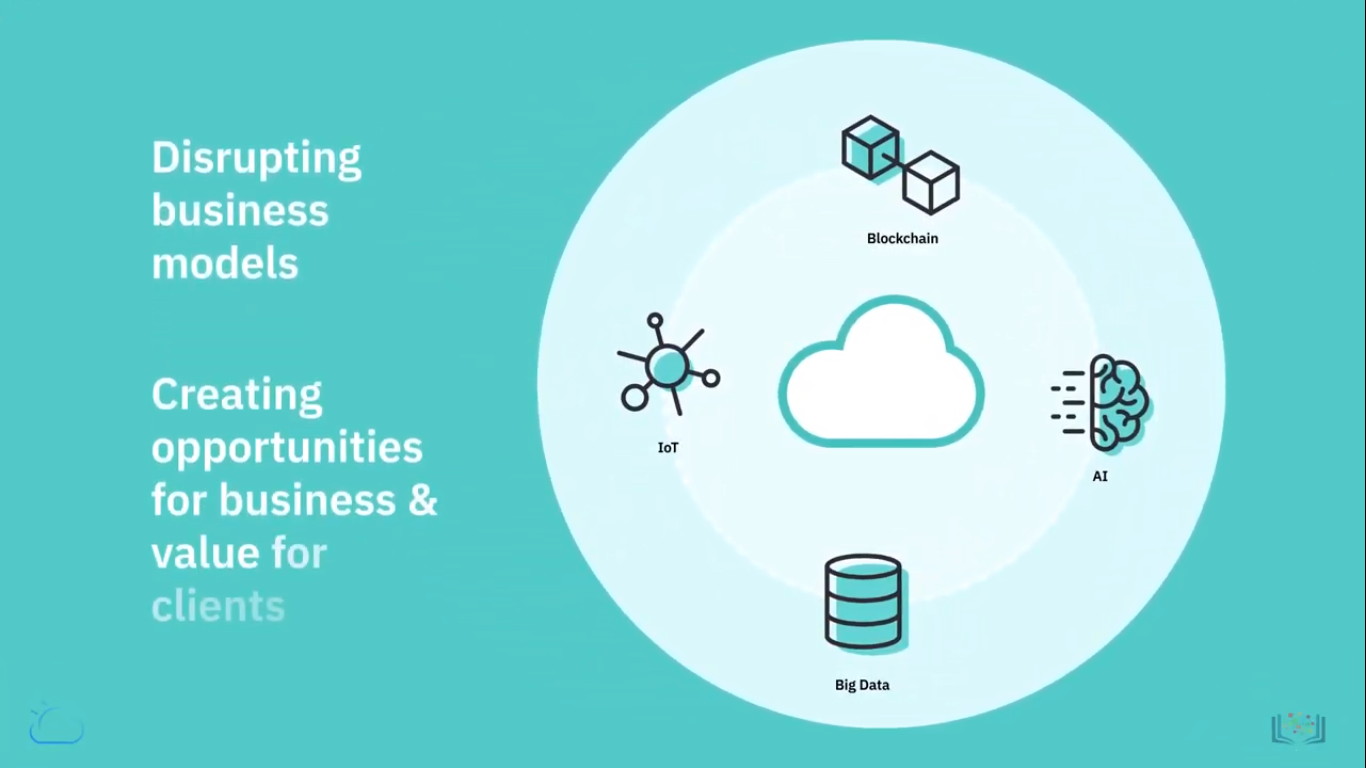 Disrupting
business
models
Creating
opportunities
for business &
value for
clients
Blockchain
IoT
AI
Big Data